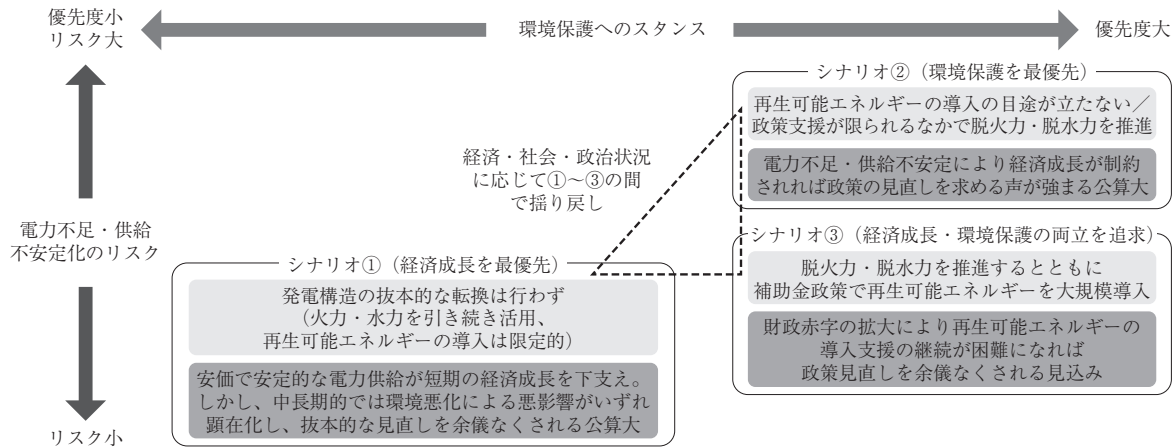 優先度小
リスク大
環境保護へのスタンス
優先度大
シナリオ②（環境保護を最優先）
再生可能エネルギーの導入の目途が立たない／
政策支援が限られるなかで脱火力・脱水力を推進
電力不足・供給不安定により経済成長が制約
されれば政策の見直しを求める声が強まる公算大
経済・社会・政治状況
に応じて①～③の間
で揺り戻し
電力不足・供給
不安定化のリスク
シナリオ③（経済成長・環境保護の両立を追求）
脱火力・脱水力を推進するとともに
補助金政策で再生可能エネルギーを大規模導入
財政赤字の拡大により再生可能エネルギーの
導入支援の継続が困難になれば
政策見直しを余儀なくされる見込み
シナリオ①（経済成長を最優先）
発電構造の抜本的な転換は行わず
（火力・水力を引き続き活用、
再生可能エネルギーの導入は限定的）
安価で安定的な電力供給が短期の経済成長を下支え。
しかし、中長期的では環境悪化による悪影響がいずれ
顕在化し、抜本的な見直しを余儀なくされる公算大
リスク小